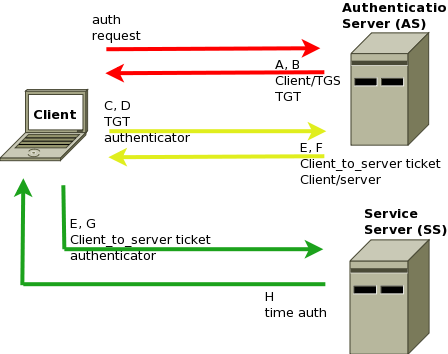 auth
request
Authenticatio
Server (AS)
A, B
Client/TGS
TGT
Client
C, D
TGT
authenticator
E, F
Client_to_server ticket
Client/server
Service
Server (SS)
E, G
Client_to_server ticket
authenticator
H
time auth